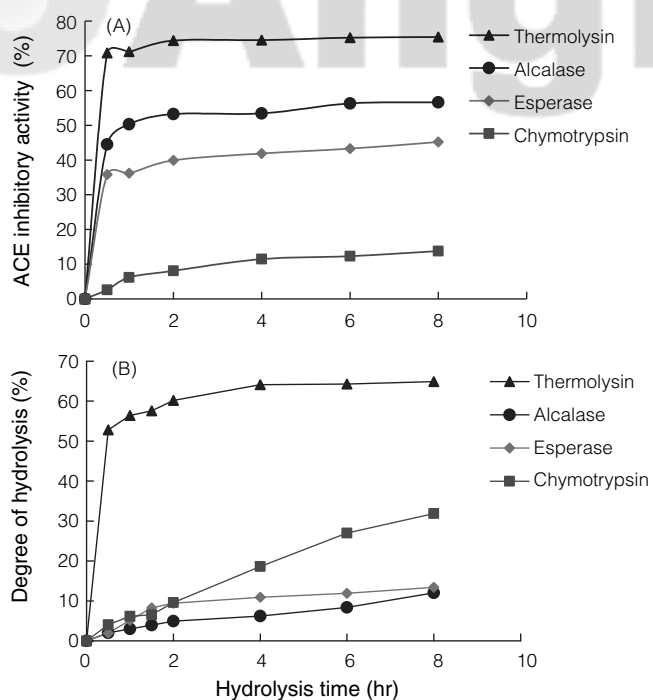 (A)
ACE inhibitory activity (%)
80
70
60
50
40
30
20
10
0
0 2 4 6 8 10
Thermolysin
Alcalase
Esperase
Chymotrypsin
(B)
Degree of hydrolysis (%)
70
60
50
40
30
20
10
0
0 2 4 6 8 10
Thermolysin
Alcalase
Esperase
Chymotrypsin
Hydrolysis time (hr)